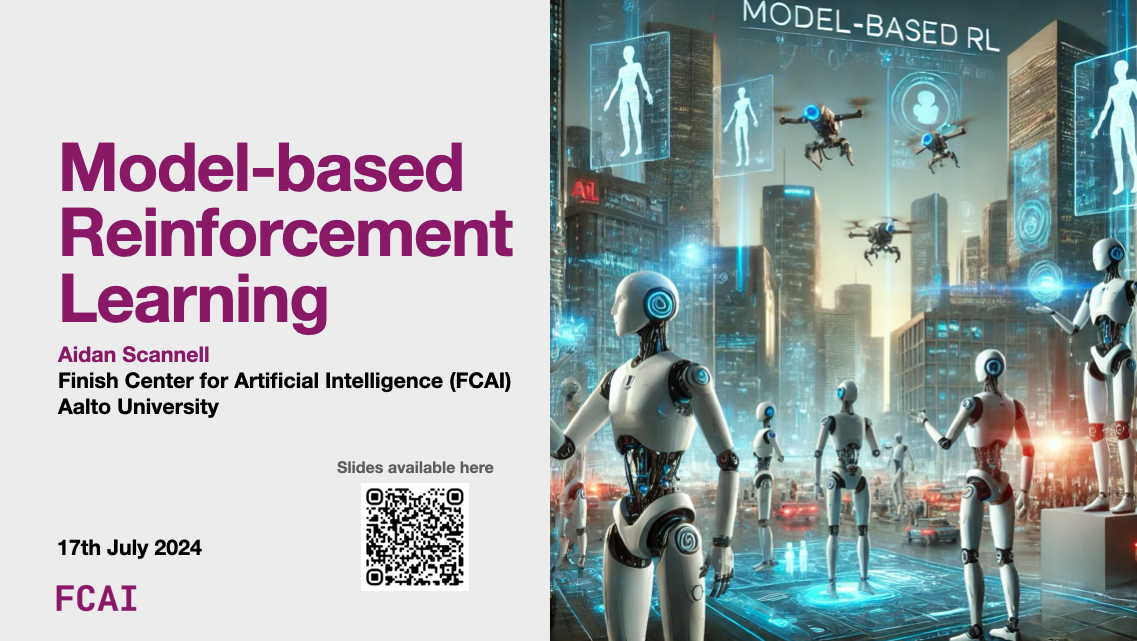 Model-based
Reinforcement
Learning
Aidan Scannell
Finish Center for Artificial Intelligence (FCAI)
Aalto University
Slides available here
17th July 2024
FCAI
MODEL-BASED RL